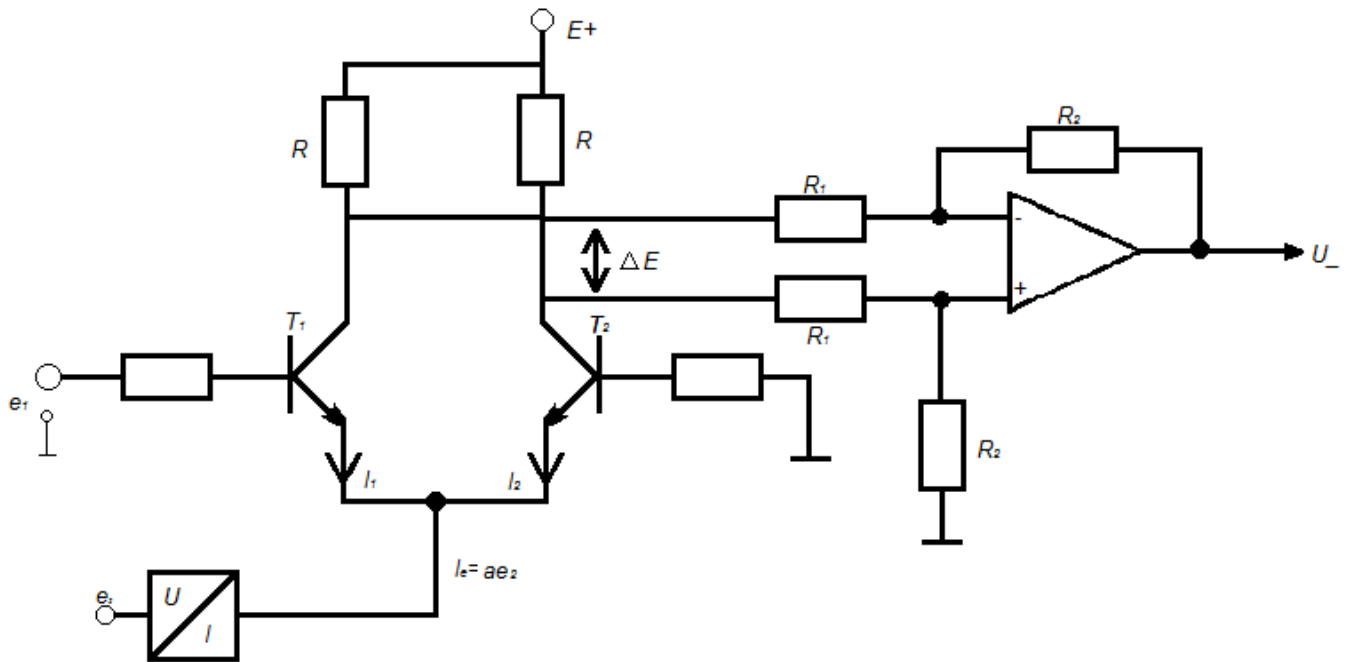 E+
R
R
R₂
R₁
-
ΔE
U_
+
R₁
T₁
T₂
e₁
R₂
I₁
I₂
Iₑ= ae₂
e₂
U
I